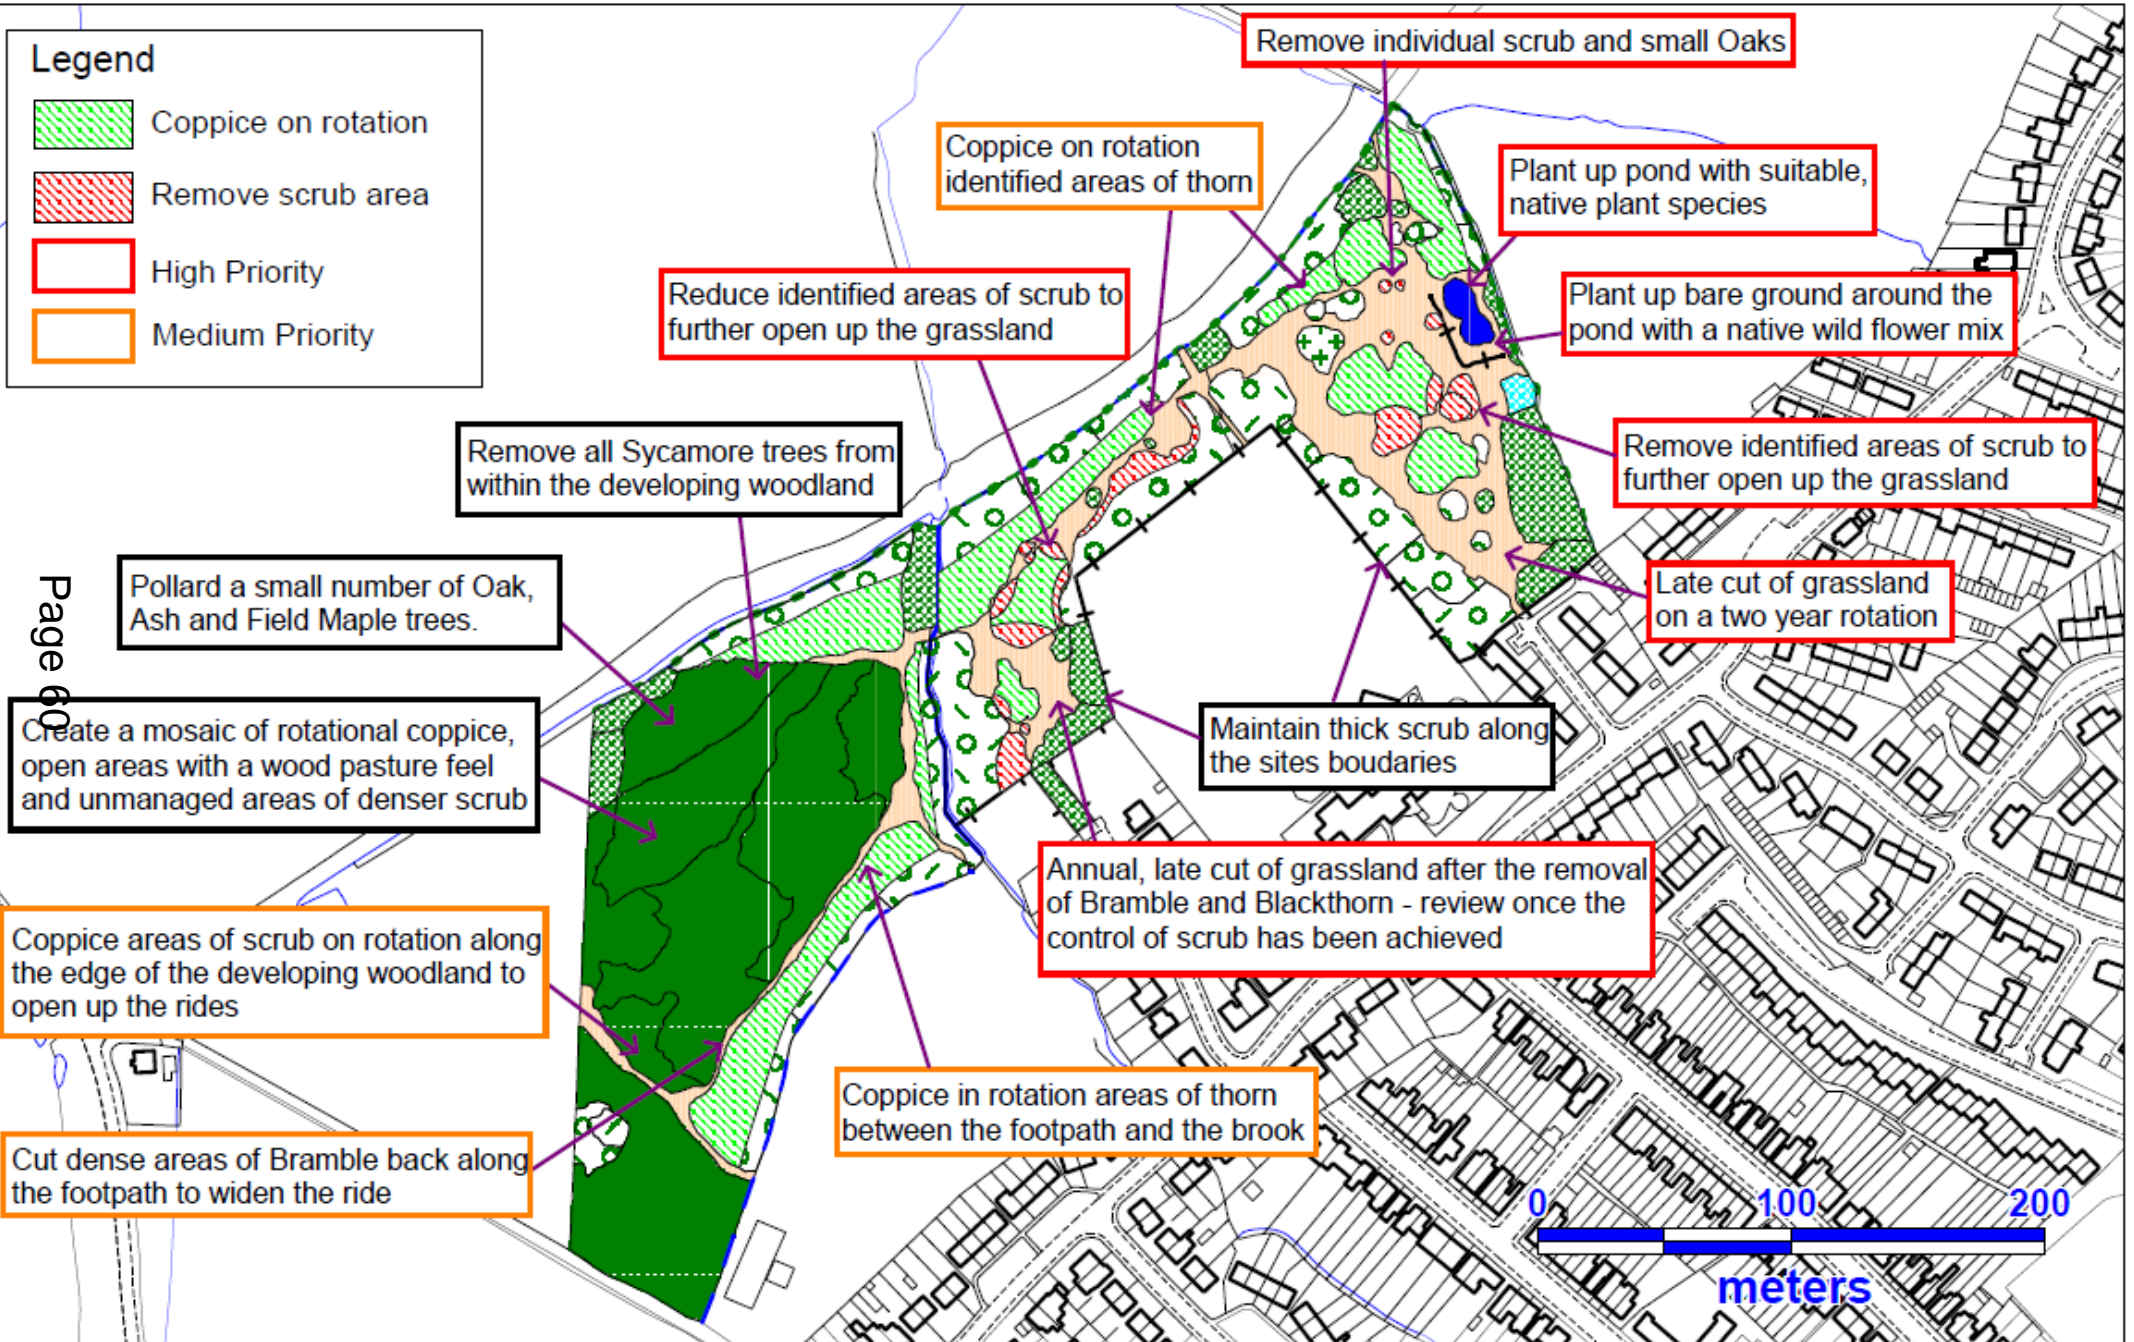 Legend
Coppice on rotation
Remove scrub area
High Priority
Medium Priority
Remove individual scrub and small Oaks
Coppice on rotation
identified areas of thorn
Plant up pond with suitable,
native plant species
Reduce identified areas of scrub to
further open up the grassland
Plant up bare ground around the
pond with a native wild flower mix
Remove all Sycamore trees from
within the developing woodland
Remove identified areas of scrub to
further open up the grassland
Pollard a small number of Oak,
Ash and Field Maple trees.
Late cut of grassland
on a two year rotation
Page 60
Create a mosaic of rotational coppice,
open areas with a wood pasture feel
and unmanaged areas of denser scrub
Maintain thick scrub along
the sites boudaries
Annual, late cut of grassland after the removal
of Bramble and Blackthorn - review once the
control of scrub has been achieved
Coppice areas of scrub on rotation along
the edge of the developing woodland to
open up the rides
Coppice in rotation areas of thorn
between the footpath and the brook
Cut dense areas of Bramble back along
the footpath to widen the ride
0 100 200
meters